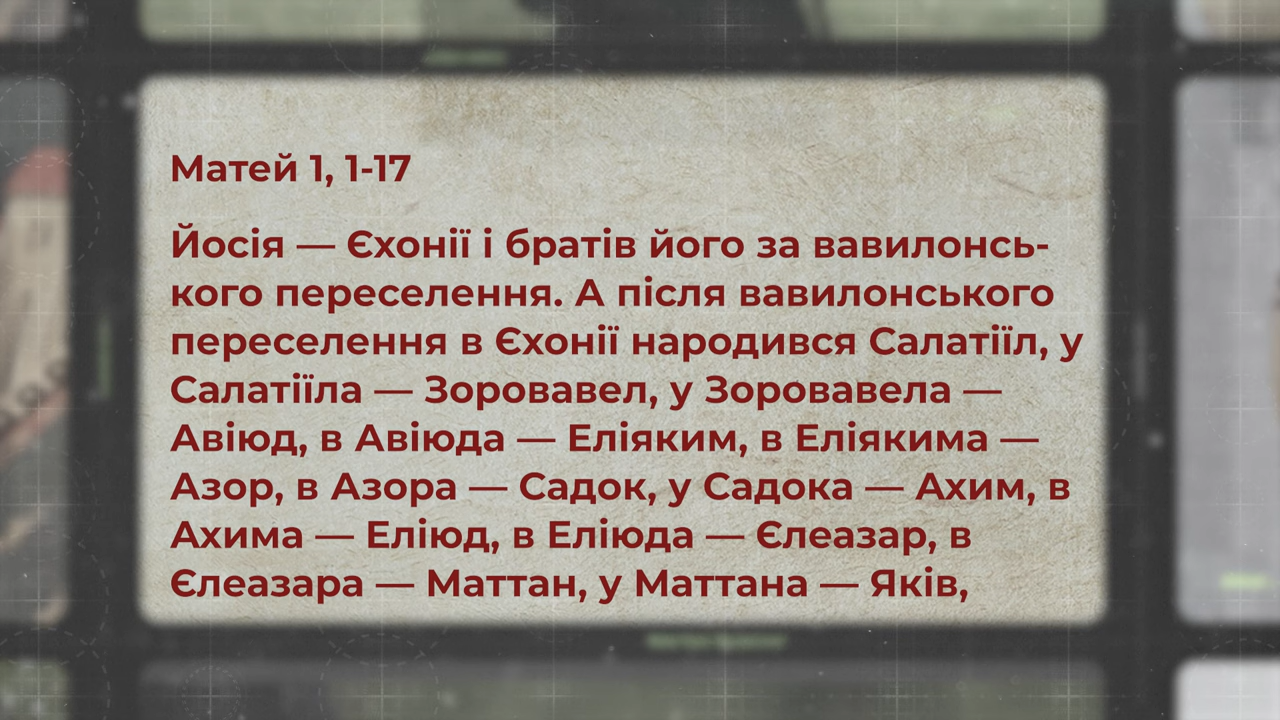 Матей 1, 1-17
Йосія — Єхонії і братів його за вавилонсь-
кого переселення. А після вавилонського
переселення в Єхонії народився Салатіїл, у
Салатіїла — Зоровавел, у Зоровавела —
Авіюд, в Авіюда — Еліяким, в Еліякима —
Азор, в Азора — Садок, у Садока — Ахим, в
Ахима — Еліюд, в Еліюда — Єлеазар, в
Єлеазара — Маттан, у Маттана — Яків,